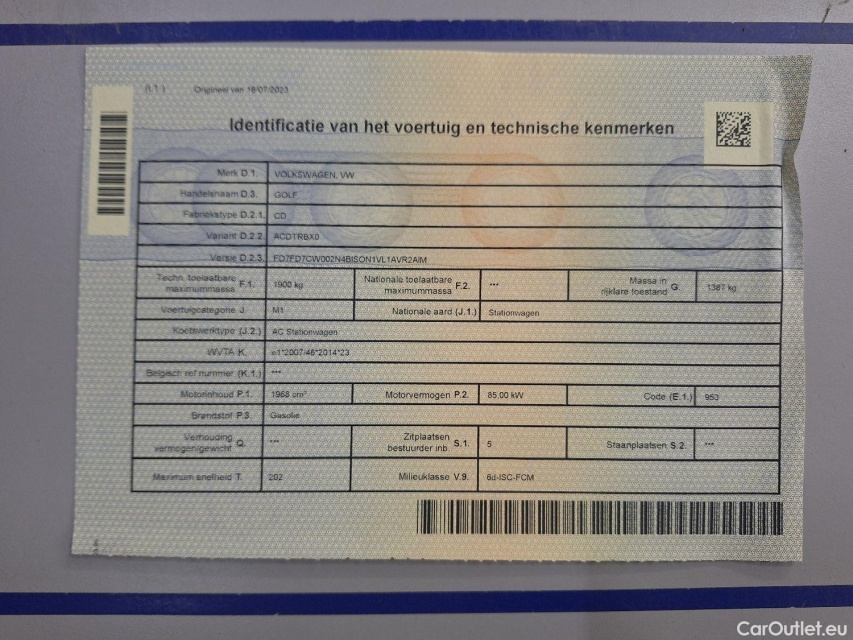 (I.1) Origineel van 18/07/2023
Identificatie van het voertuig en technische kenmerken
Merk D.1. VOLKSWAGEN, VW
Handelsnaam D.3. GOLF
Fabriekstype D.2.1. CD
Variant D.2.2. ACDTRBX0
Versie D.2.3. FD7FD7CW002N4BISON1VL1AVR2AIM
Techn. toelaatbare maximummassa F.1. 1900 kg Nationale toelaatbare maximummassa F.2. *** Massa in rijklare toestand G. 1387 kg
Voertuigcategorie J. M1 Nationale aard (J.1.) Stationwagen
Koetswerktype (J.2.) AC Stationwagen
WVTA K. e1*2007/46*2014*23
Belgisch ref nummer (K.1.) ***
Motorinhoud P.1. 1968 cm³ Motorvermogen P.2. 85,00 kW Code (E.1.) 953
Brandstof P.3. Gasolie
Verhouding vermogen/gewicht Q. *** Zitplaatsen bestuurder inb. S.1. 5 Staanplaatsen S.2. ***
Maximum snelheid T. 202 Milieuklasse V.9. 6d-ISC-FCM
CarOutlet.eu